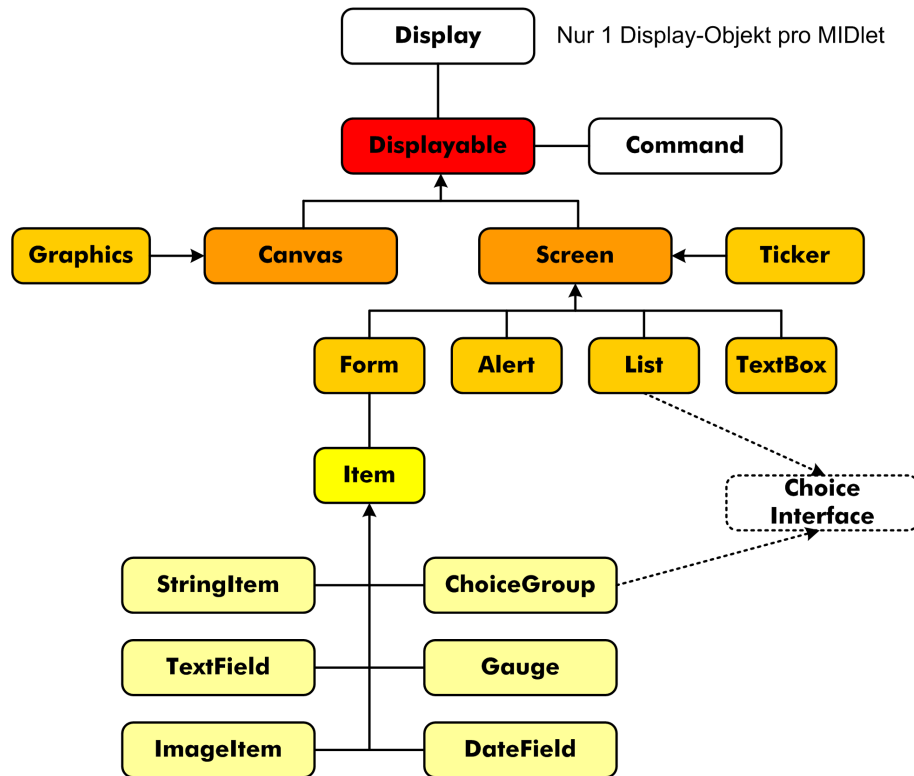 Display
Nur 1 Display-Objekt pro MIDlet
Displayable
Command
Graphics
Canvas
Screen
Ticker
Form
Alert
List
TextBox
Item
Choice
Interface
StringItem
ChoiceGroup
TextField
Gauge
ImageItem
DateField